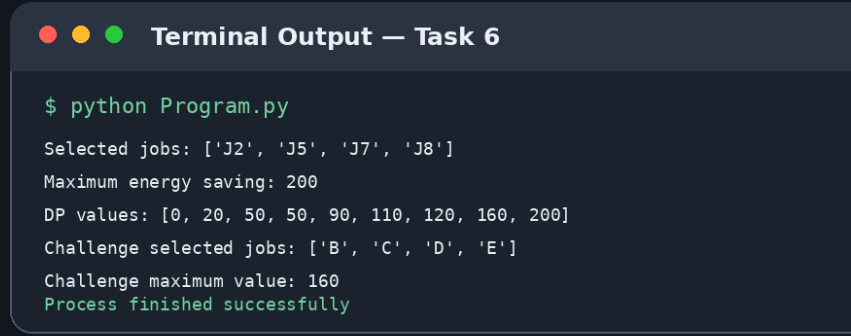 Terminal Output — Task 6
$ python Program.py
Selected jobs: ['J2', 'J5', 'J7', 'J8']
Maximum energy saving: 200
DP values: [0, 20, 50, 50, 90, 110, 120, 160, 200]
Challenge selected jobs: ['B', 'C', 'D', 'E']
Challenge maximum value: 160
Process finished successfully